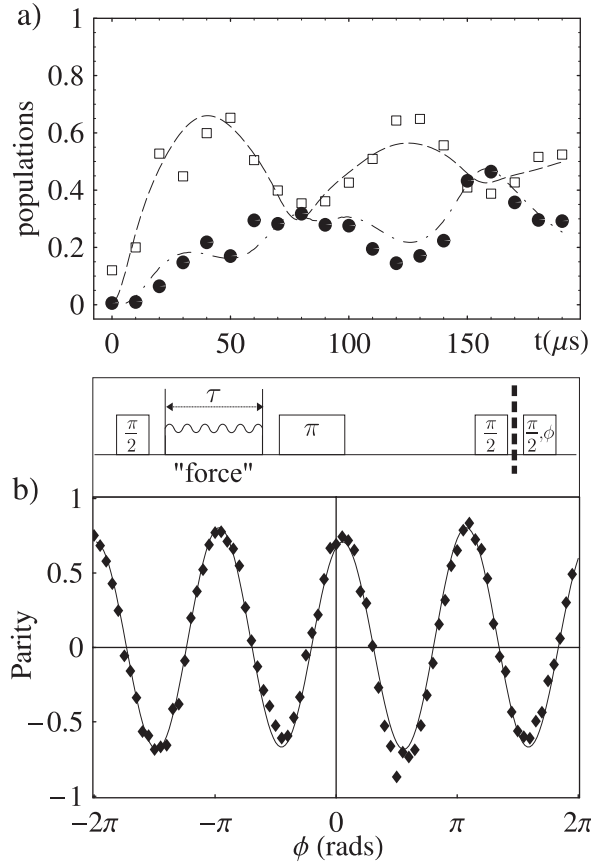 a)
1
0.8
0.6
0.4
0.2
0
populations
0 50 100 150 t(μs)
τ
π/2 π π/2 π/2,ϕ
"force"
b)
1
0.5
0
−0.5
−1
Parity
−2π −π 0 π 2π
ϕ (rads)